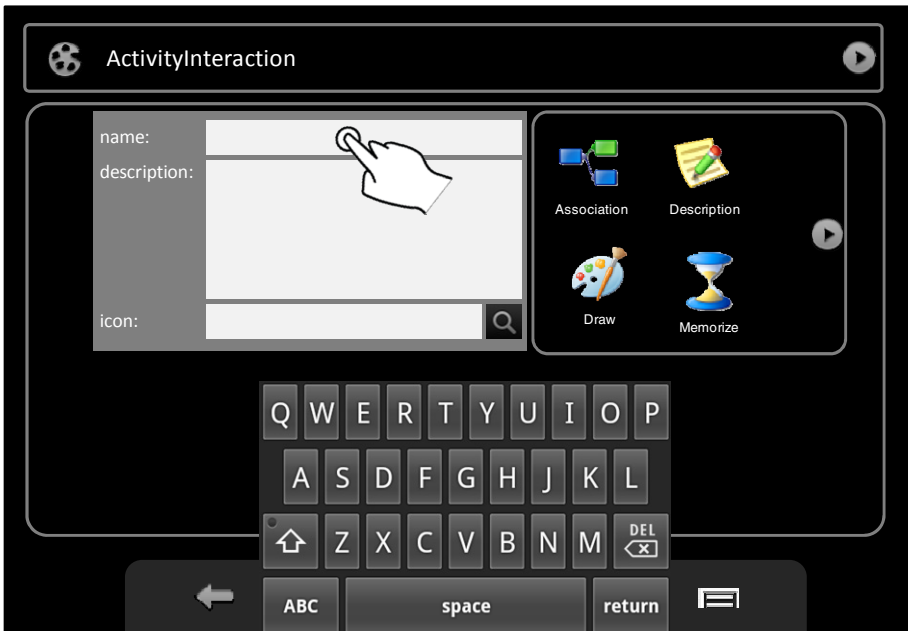 ActivityInteraction
name:
description:
icon:
Association Description
Draw Memorize
Q W E R T Y U I O P
A S D F G H J K L
Z X C V B N M DEL
ABC space return